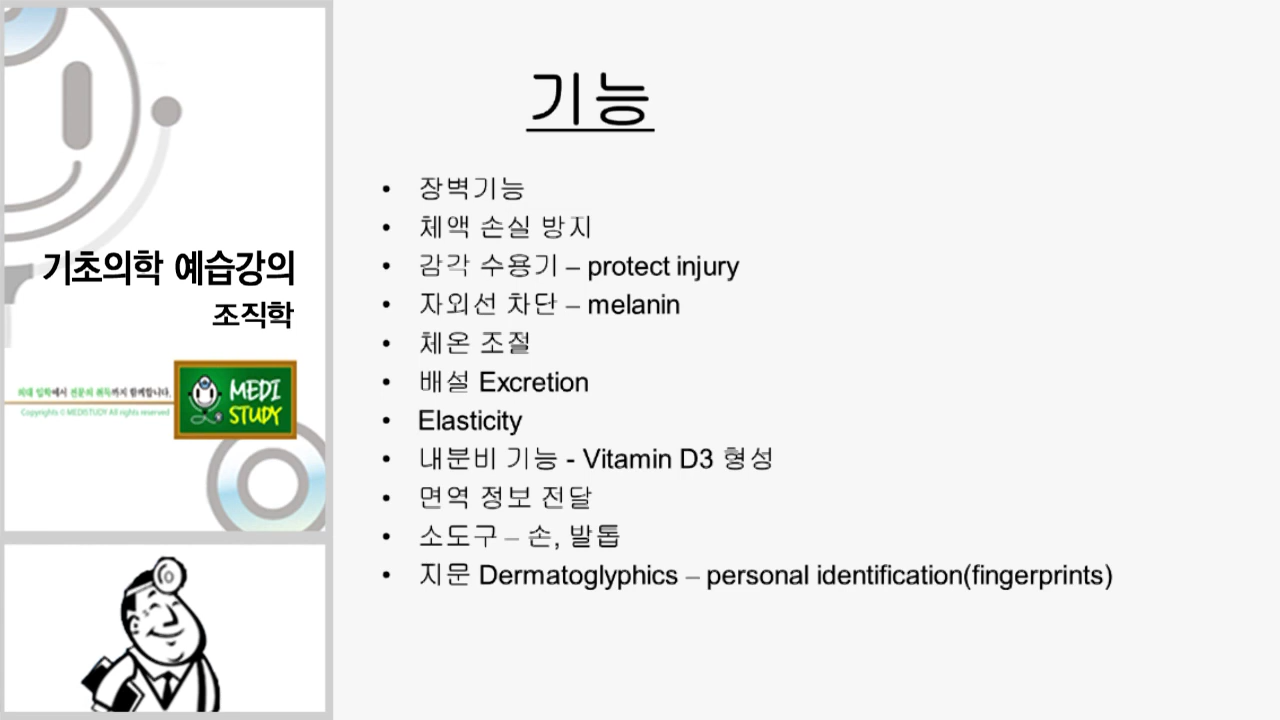 기초의학 예습강의
조직학
의대 입학에서 전문의 취득까지 함께합니다.
Copyrights © MEDISTUDY All rights reserved
MEDI
STUDY
기능
• 장벽기능
• 체액 손실 방지
• 감각 수용기 – protect injury
• 자외선 차단 – melanin
• 체온 조절
• 배설 Excretion
• Elasticity
• 내분비 기능 - Vitamin D3 형성
• 면역 정보 전달
• 소도구 – 손, 발톱
• 지문 Dermatoglyphics – personal identification(fingerprints)